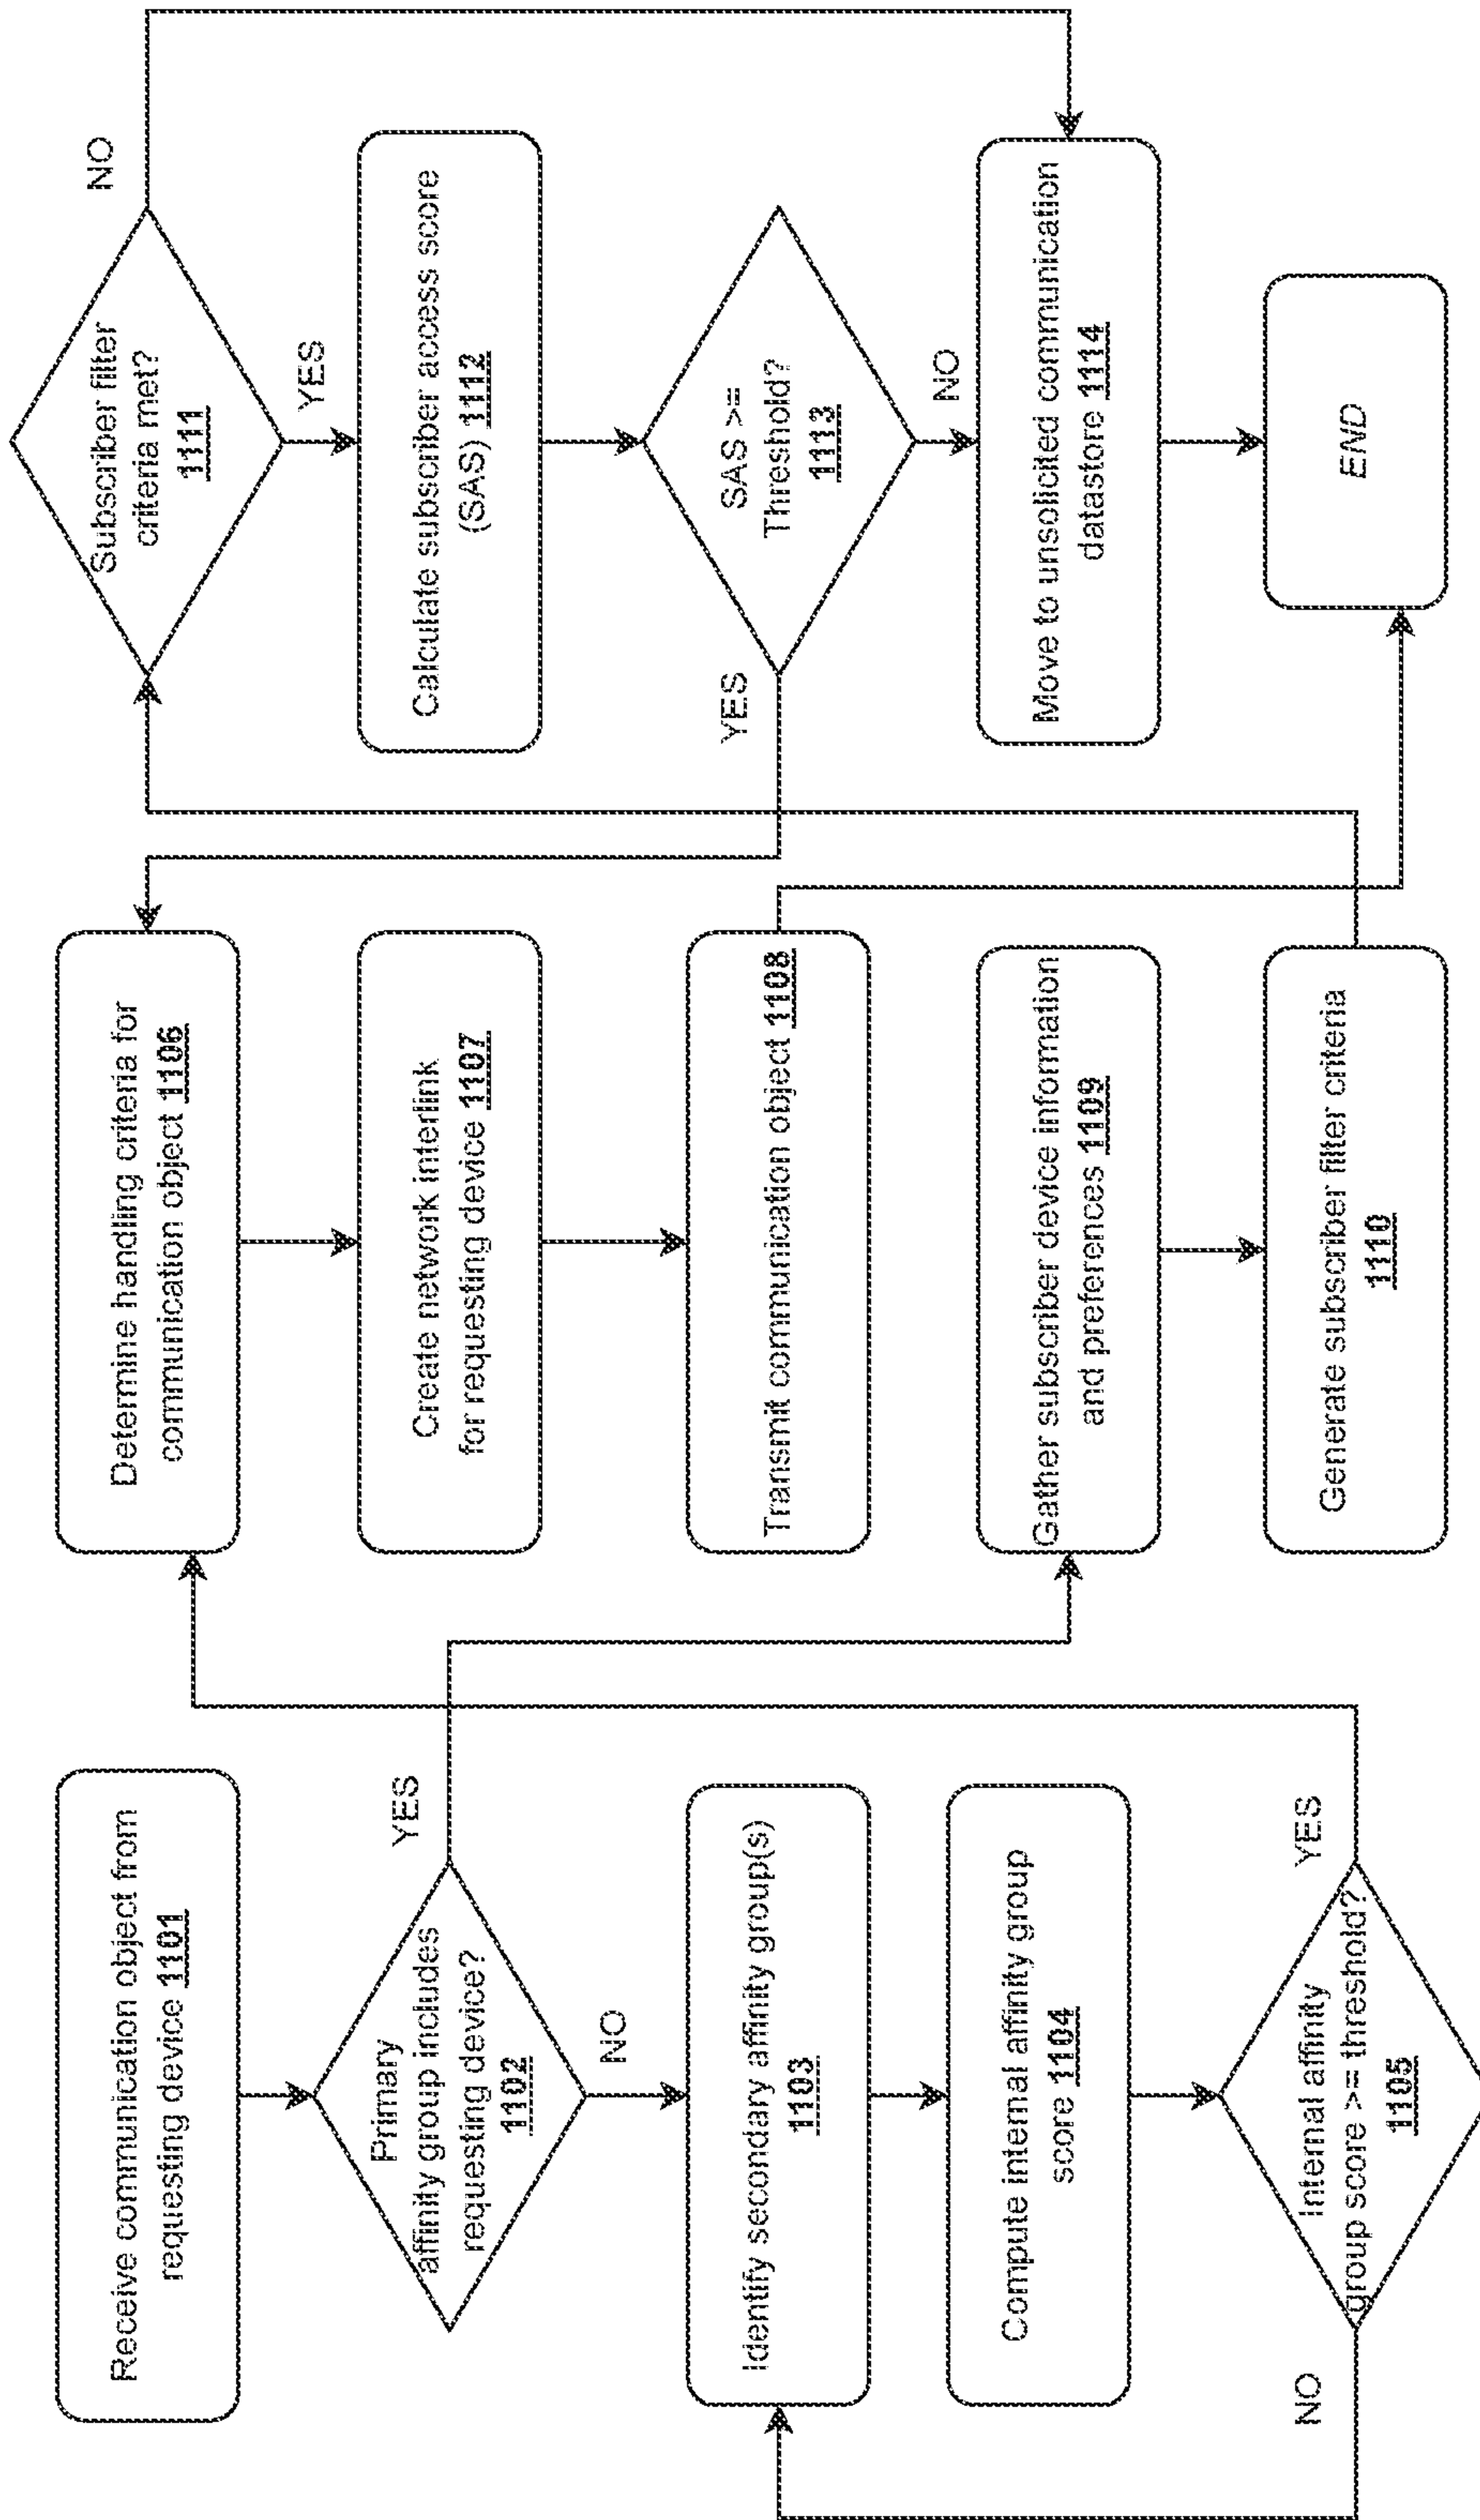 Receive communication object from
requesting device 1101
Primary
affinity group includes
requesting device?
1102
YES
NO
Identify secondary affinity group(s)
1103
Compute internal affinity group
score 1104
Internal affinity
group score >= threshold?
1105
YES
NO
Determine handling criteria for
communication object 1106
Create network interlink
for requesting device 1107
Transmit communication object 1108
Gather subscriber device information
and preferences 1109
Generate subscriber filter criteria
1110
Subscriber filter
criteria met?
1111
NO
YES
Calculate subscriber access score
(SAS) 1112
SAS >=
Threshold?
1113
YES
NO
Move to unsolicited communication
datastore 1114
END